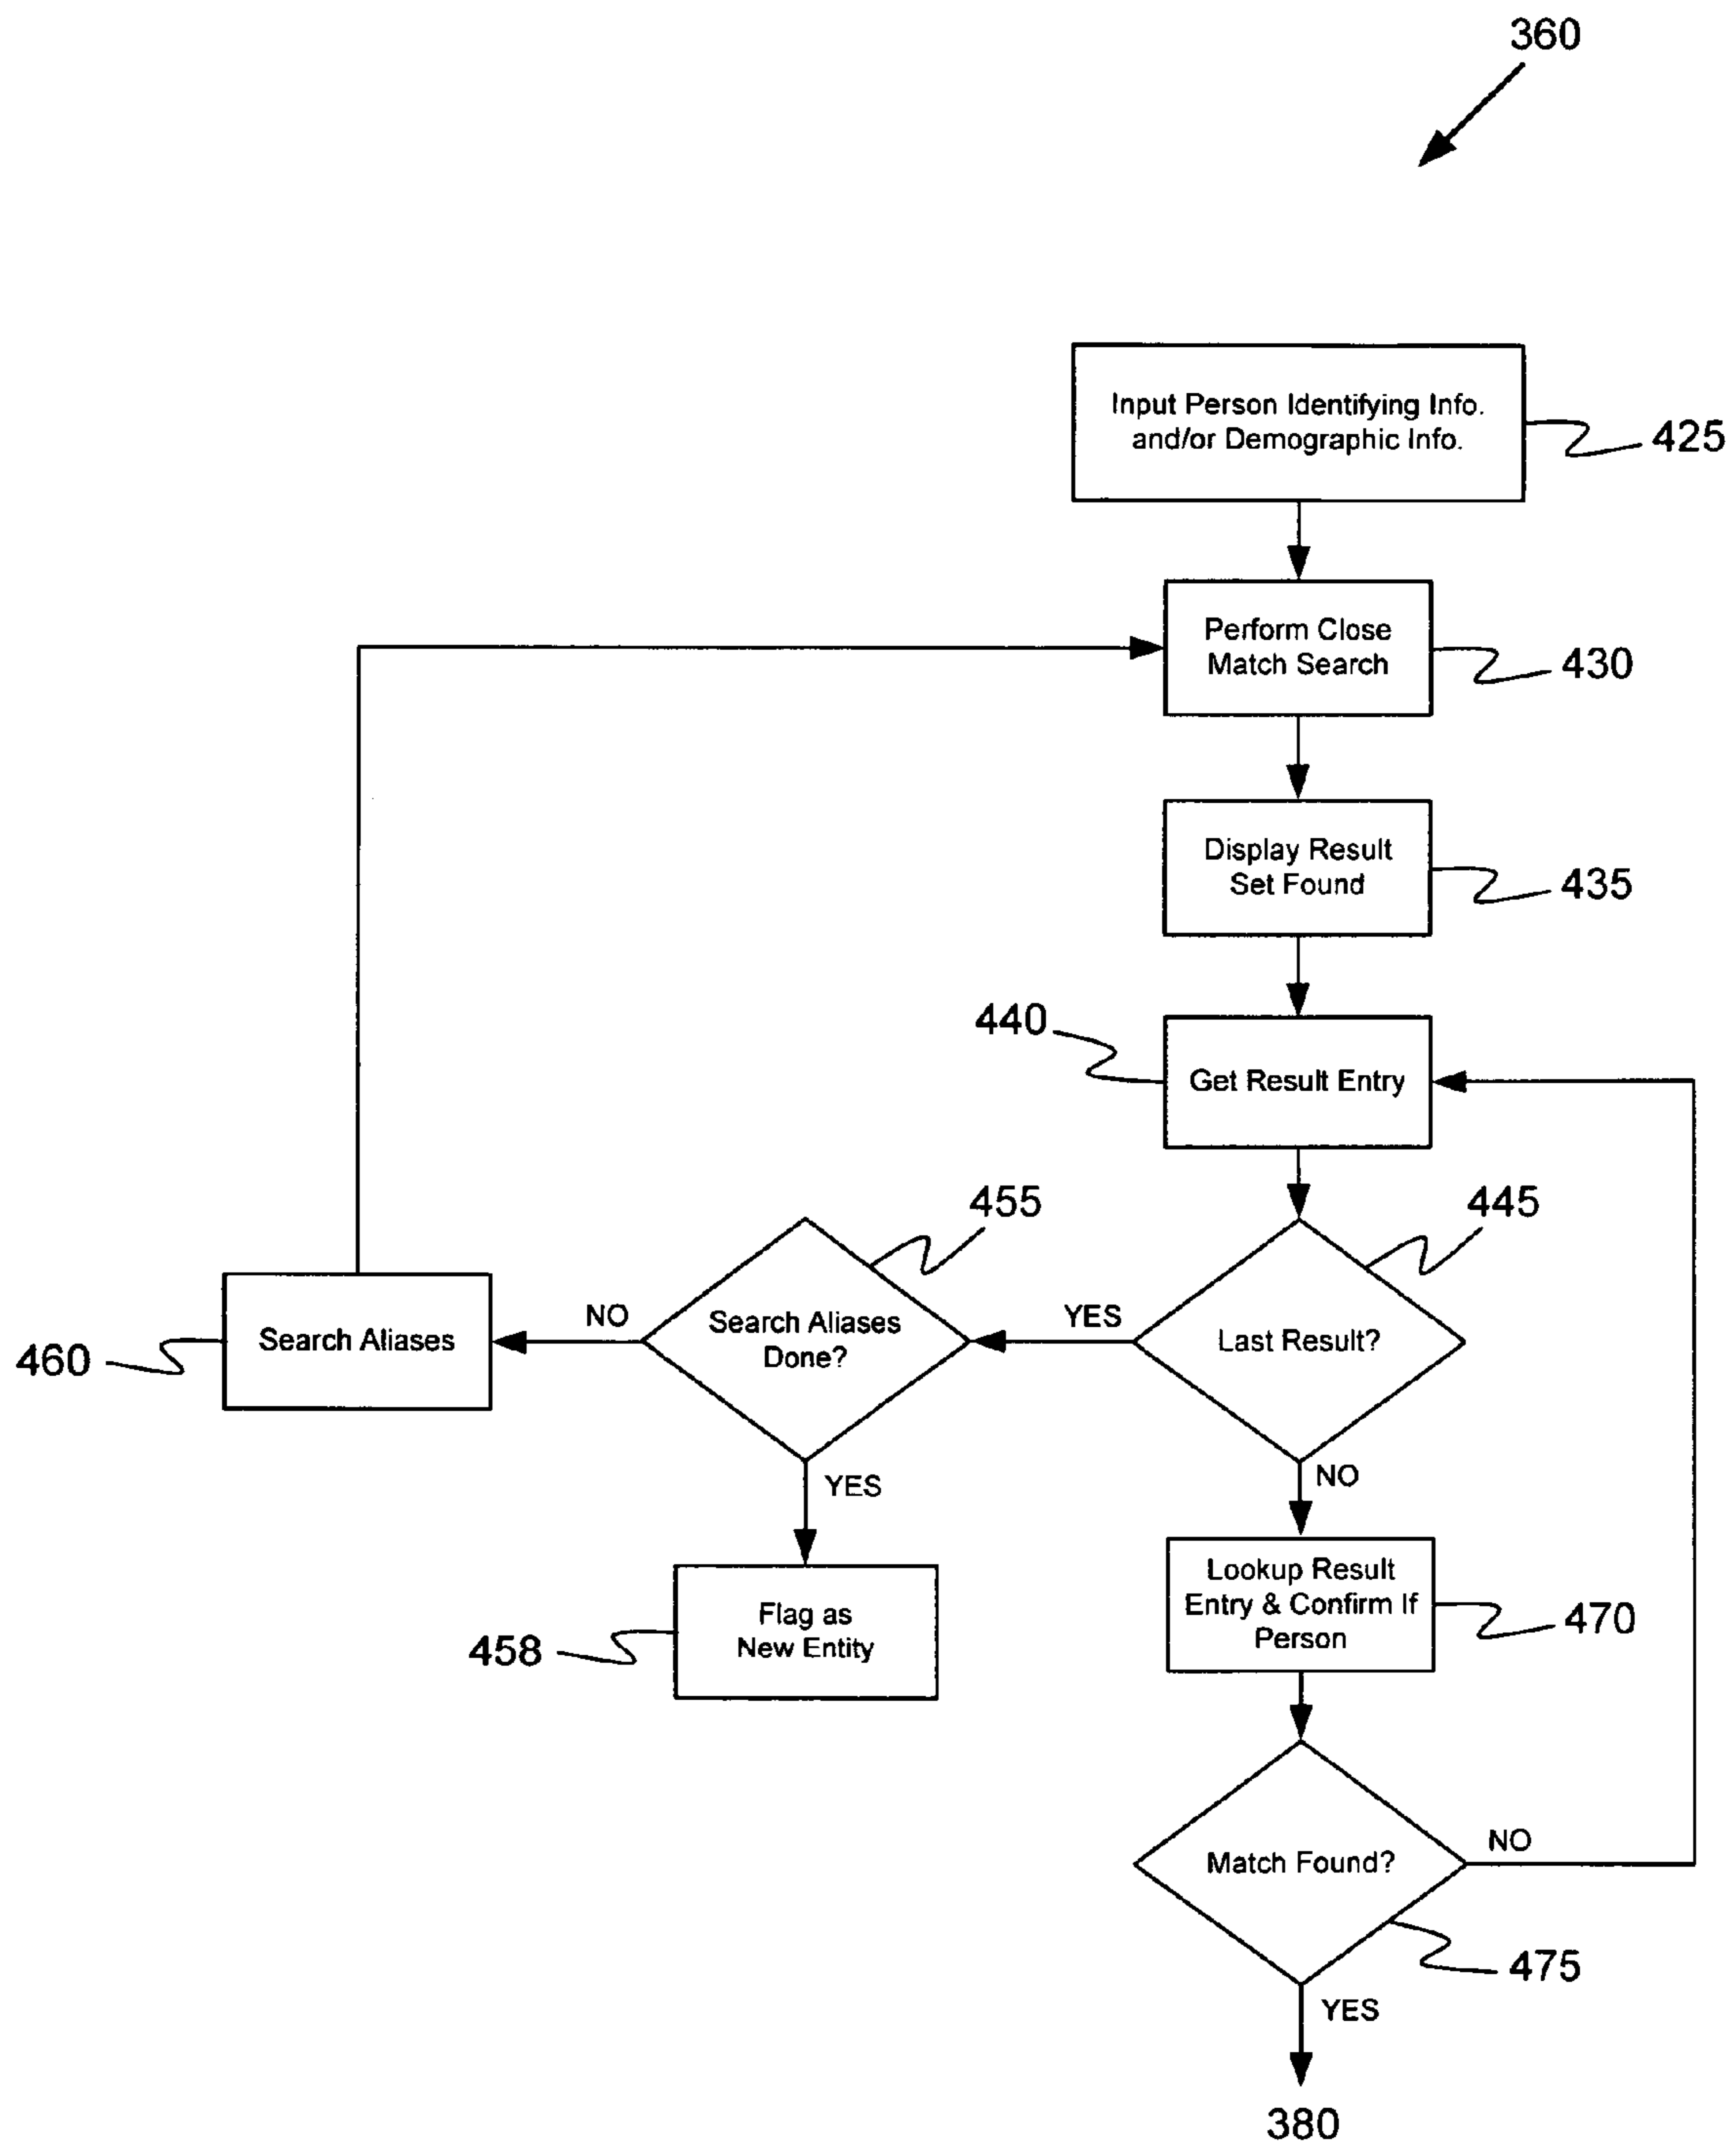 360
Input Person Identifying Info.
and/or Demographic Info.
425
Perform Close
Match Search
430
Display Result
Set Found
435
440
Get Result Entry
455
445
460
Search Aliases
NO
Search Aliases
Done?
YES
Last Result?
YES
NO
458
Flag as
New Entity
Lookup Result
Entry & Confirm If
Person
470
Match Found?
NO
475
YES
380